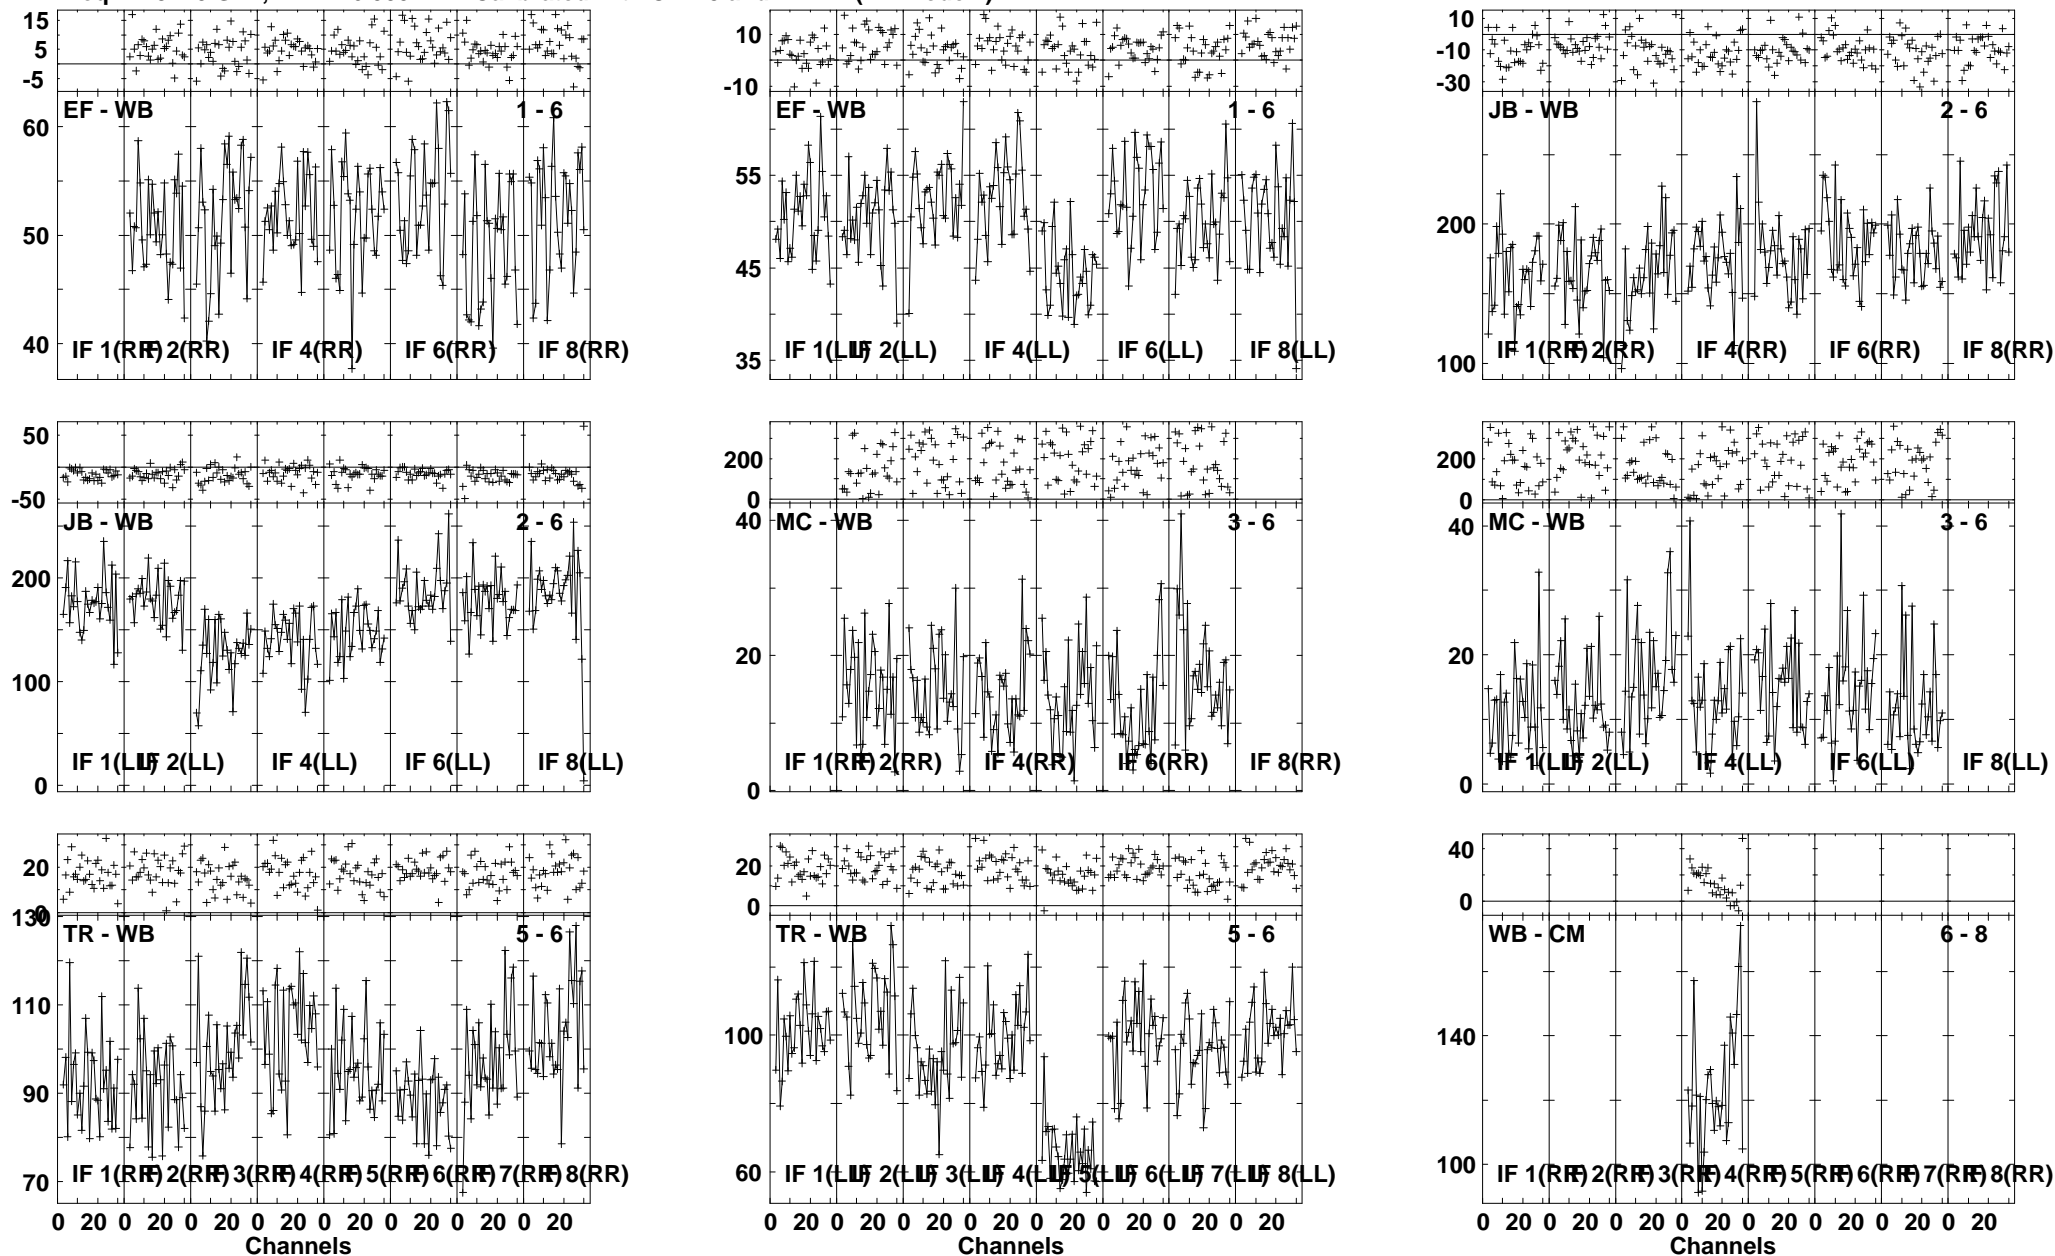 15
5
-5
EF - WB 1 - 6
60
50
40
IF 1(RR) IF 2(RR) IF 4(RR) IF 6(RR) IF 8(RR)
10
-10
EF - WB 1 - 6
55
45
35
IF 1(LL) IF 2(LL) IF 4(LL) IF 6(LL) IF 8(LL)
10
-10
-30
JB - WB 2 - 6
200
100
IF 1(RR) IF 2(RR) IF 4(RR) IF 6(RR) IF 8(RR)
50
-50
JB - WB 2 - 6
200
100
0
IF 1(LL) IF 2(LL) IF 4(LL) IF 6(LL) IF 8(LL)
200
0
MC - WB 3 - 6
40
20
0
IF 1(RR) IF 2(RR) IF 4(RR) IF 6(RR) IF 8(RR)
200
0
MC - WB 3 - 6
40
20
0
IF 1(LL) IF 2(LL) IF 4(LL) IF 6(LL) IF 8(LL)
20
0
TR - WB 5 - 6
130
110
90
70
IF 1(RR) IF 2(RR) IF 3(RR) IF 4(RR) IF 5(RR) IF 6(RR) IF 7(RR) IF 8(RR)
0 20 0 20 0 20 0 20 0 20 0 20 0 20 0 20
Channels
20
0
TR - WB 5 - 6
100
60
IF 1(LL) IF 2(LL) IF 3(LL) IF 4(LL) IF 5(LL) IF 6(LL) IF 7(LL) IF 8(LL)
0 20 0 20 0 20 0 20 0 20 0 20 0 20 0 20
Channels
40
0
WB - CM 6 - 8
140
100
IF 1(RR) IF 2(RR) IF 3(RR) IF 4(RR) IF 5(RR) IF 6(RR) IF 7(RR) IF 8(RR)
0 20 0 20 0 20 0 20 0 20 0 20 0 20 0 20
Channels